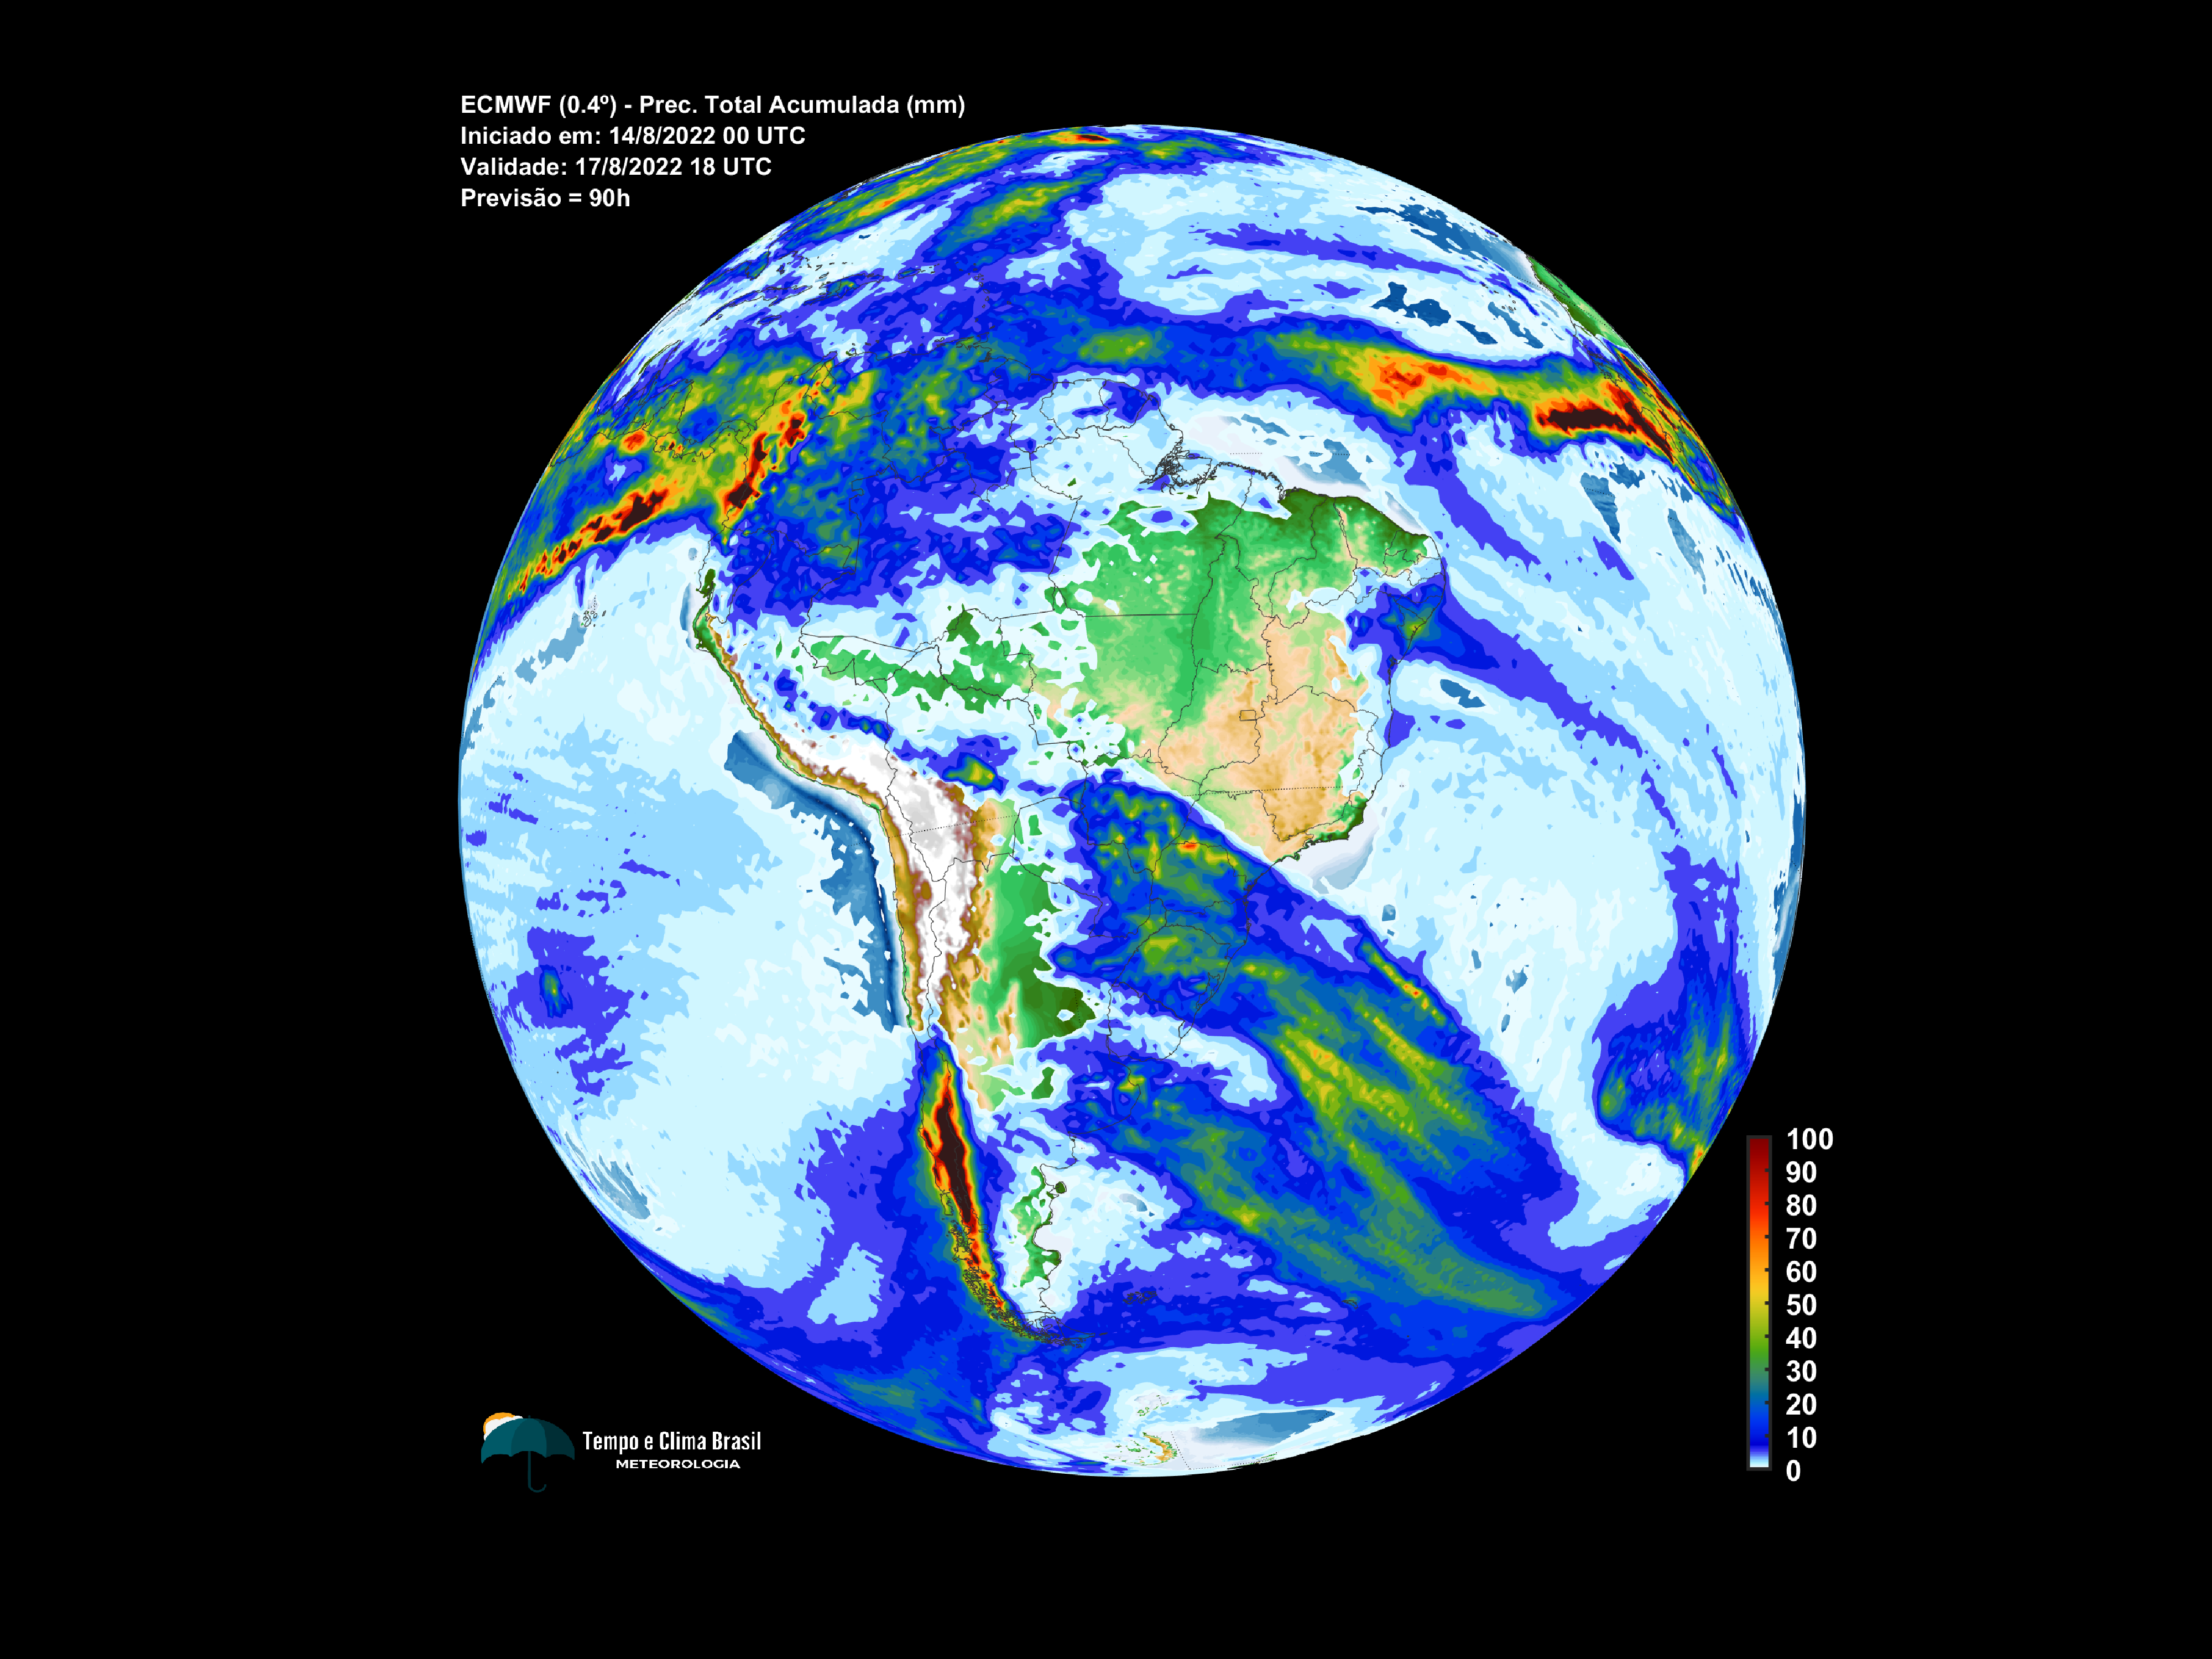 ECMWF (0.4º) - Prec. Total Acumulada (mm)
Iniciado em: 14/8/2022 00 UTC
Validade: 17/8/2022 18 UTC
Previsão = 90h
100
90
80
70
60
50
40
30
20
10
0
Tempo e Clima Brasil
METEOROLOGIA